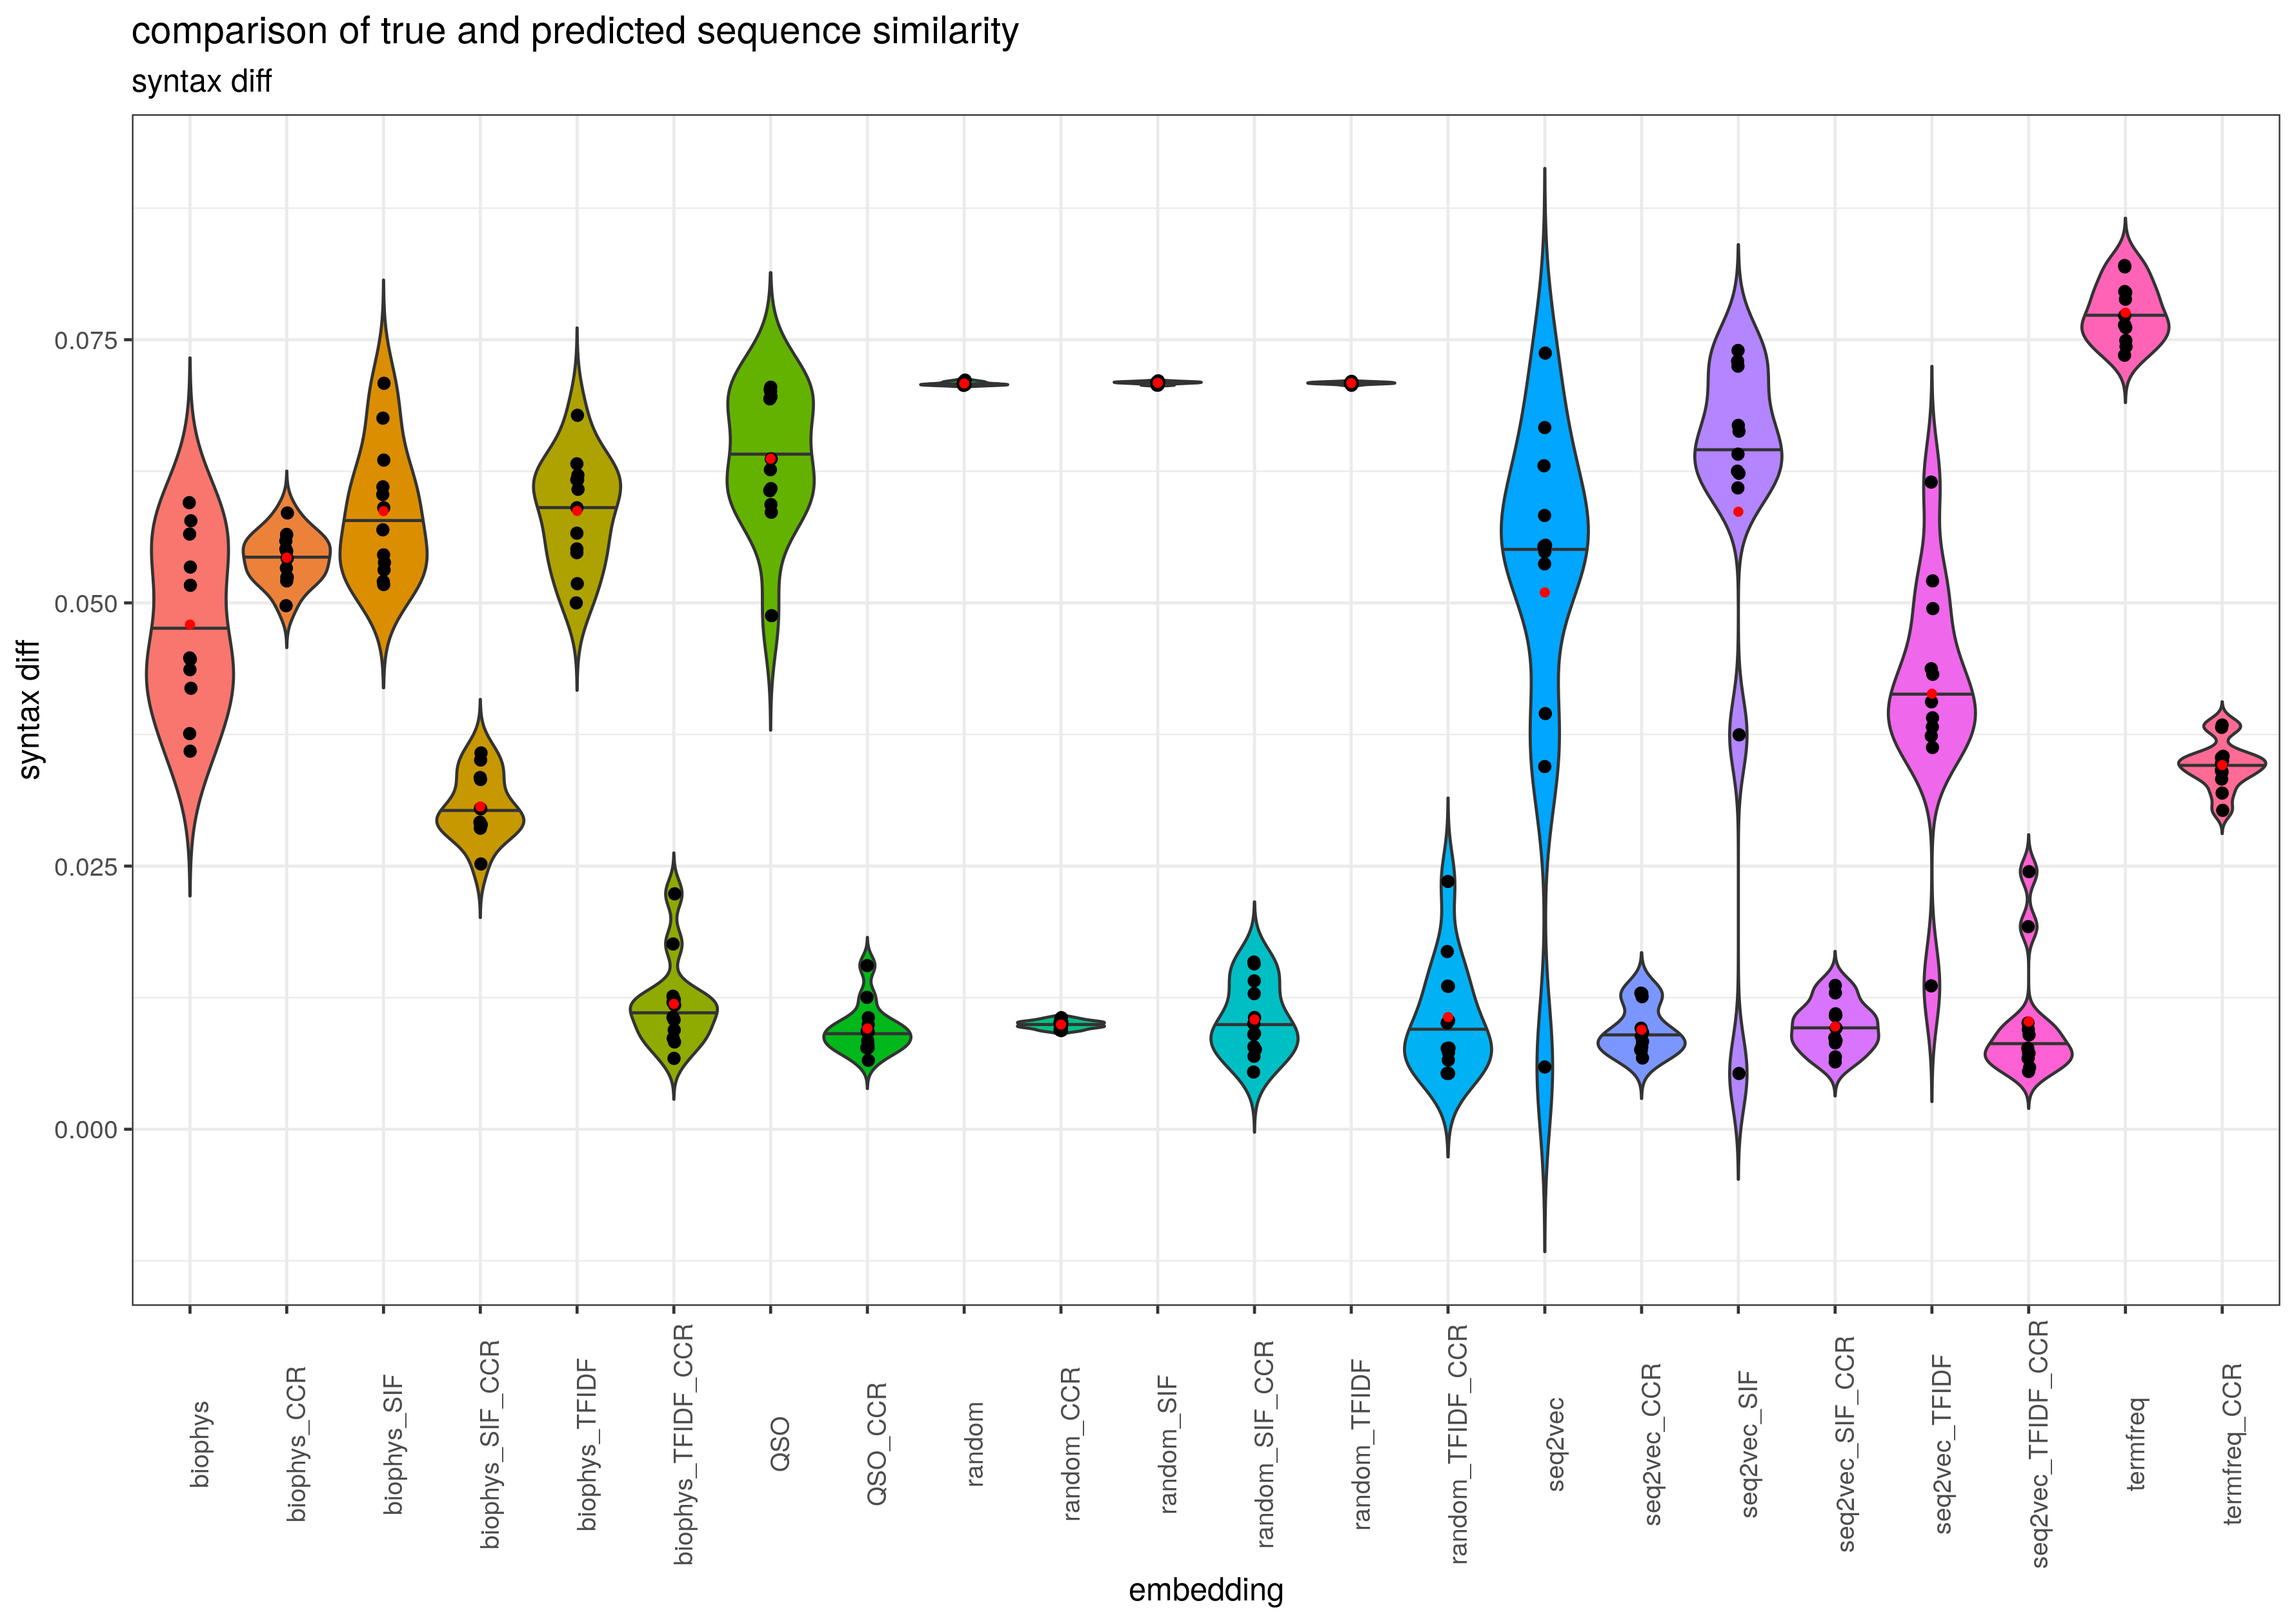 comparison of true and predicted sequence similarity
syntax diff
syntax diff
0.075
0.050
0.025
0.000
biophys
biophys_CCR
biophys_SIF
biophys_SIF_CCR
biophys_TFIDF
biophys_TFIDF_CCR
QSO
QSO_CCR
random
random_CCR
random_SIF
random_SIF_CCR
random_TFIDF
random_TFIDF_CCR
seq2vec
seq2vec_CCR
seq2vec_SIF
seq2vec_SIF_CCR
seq2vec_TFIDF
seq2vec_TFIDF_CCR
termfreq
termfreq_CCR
embedding